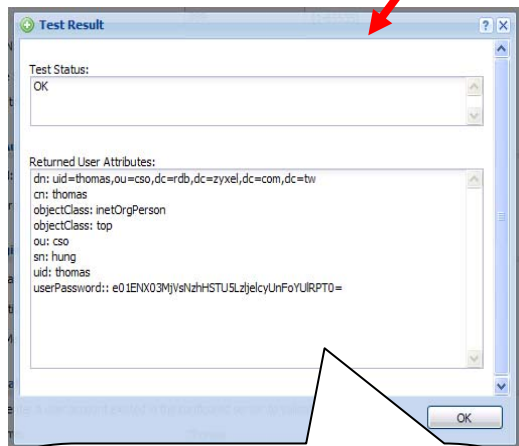 Test Result
Test Status:
OK
Returned User Attributes:
dn: uid=thomas,ou=cso,dc=rdb,dc=zyxel,dc=com,dc=tw
cn: thomas
objectClass: inetOrgPerson
objectClass: top
ou: cso
sn: hung
uid: thomas
userPassword:: e01ENX03MjVsNzhHSTU5LzljelcyUnFoYUlRPT0=
OK